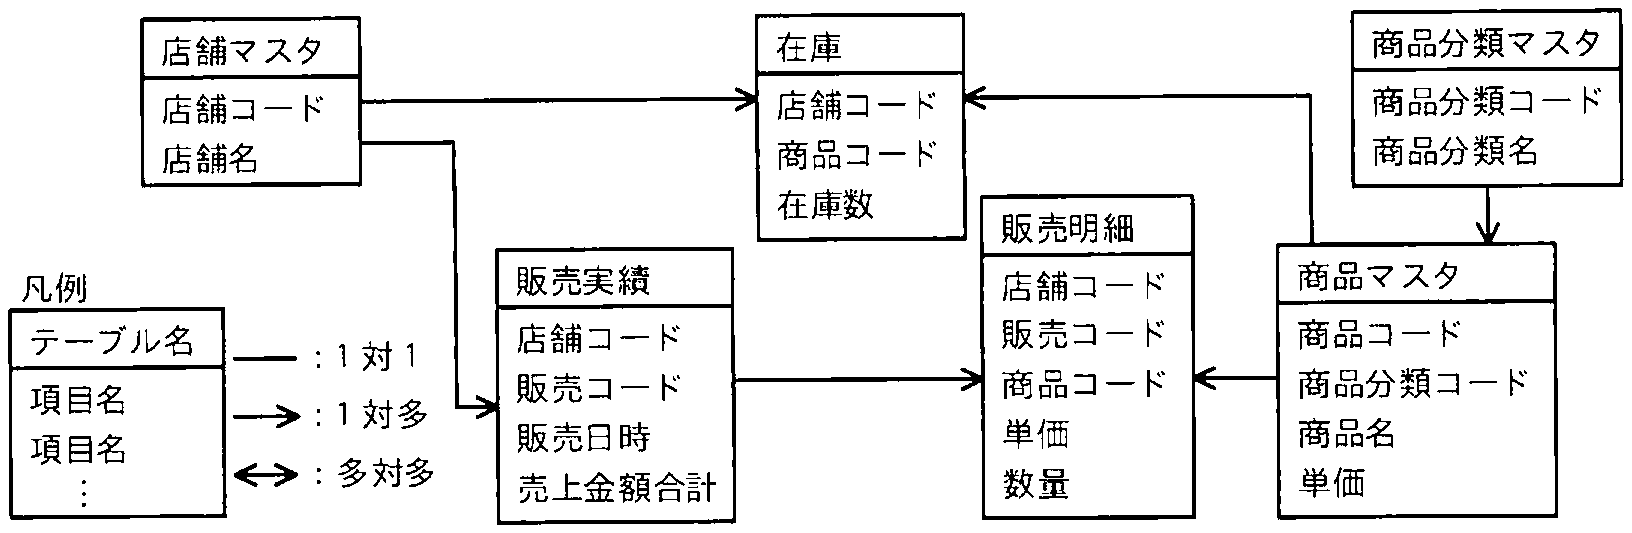 店舗マスタ
店舗コード
店舗名
在庫
店舗コード
商品コード
在庫数
商品分類マスタ
商品分類コード
商品分類名
販売実績
店舗コード
販売コード
販売日時
売上金額合計
販売明細
店舗コード
販売コード
商品コード
単価
数量
商品マスタ
商品コード
商品分類コード
商品名
単価
凡例
テーブル名
項目名
項目名
⋮
：1対1
：1対多
：多対多